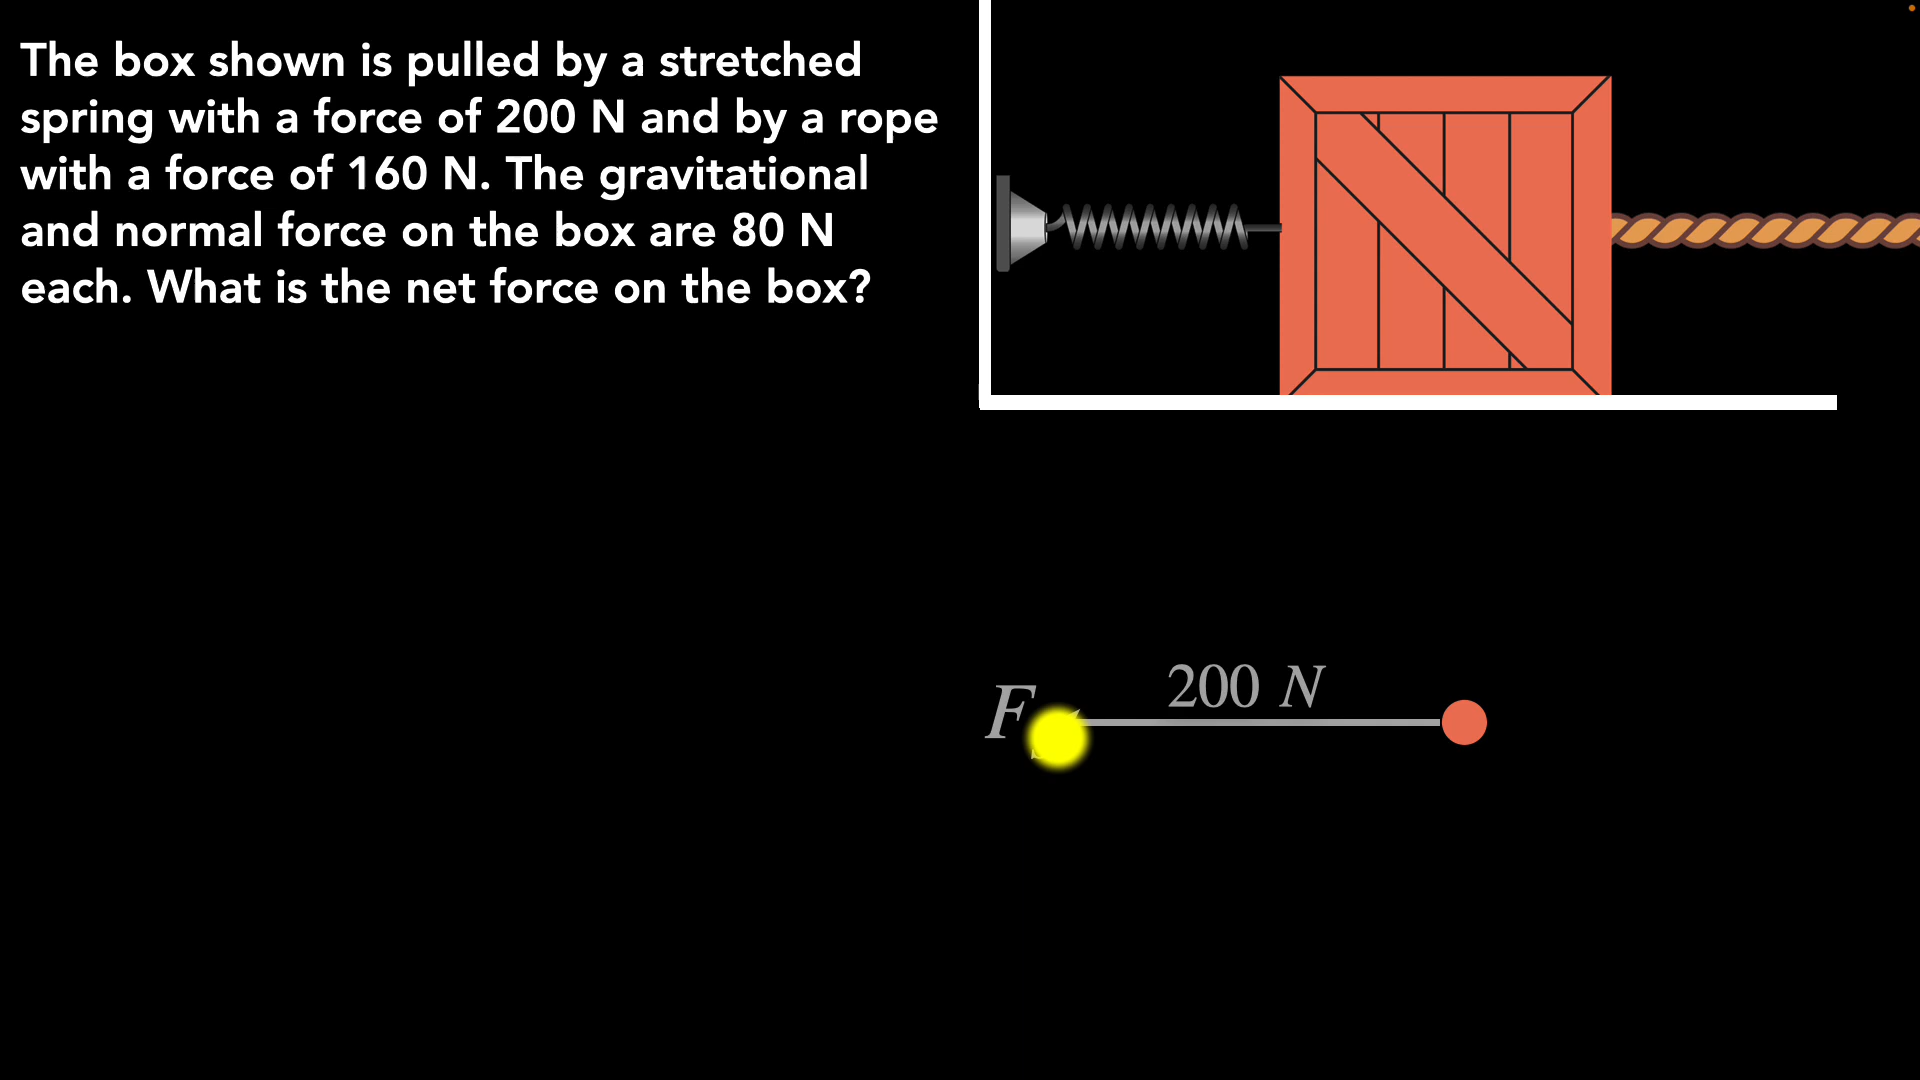 The box shown is pulled by a stretched
spring with a force of 200 N and by a rope
with a force of 160 N. The gravitational
and normal force on the box are 80 N
each. What is the net force on the box?
200 N
F